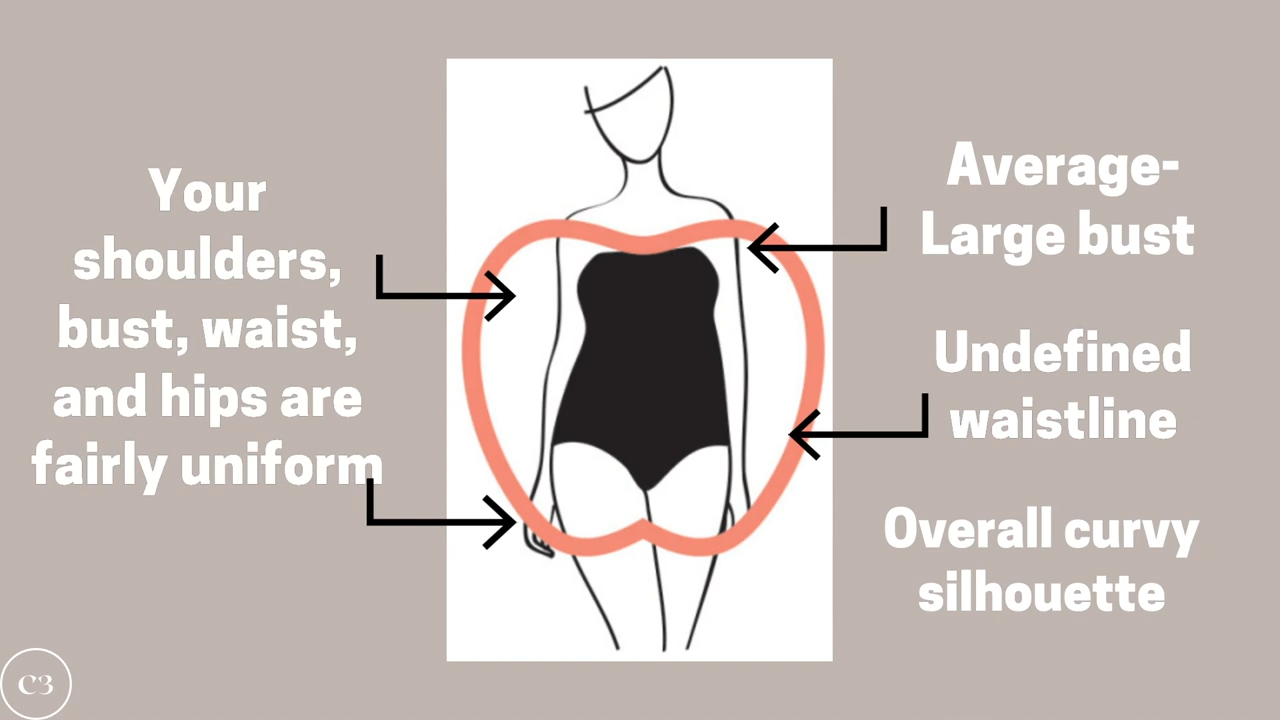 Your
shoulders,
bust, waist,
and hips are
fairly uniform
Average-
Large bust
Undefined
waistline
Overall curvy
silhouette
C3